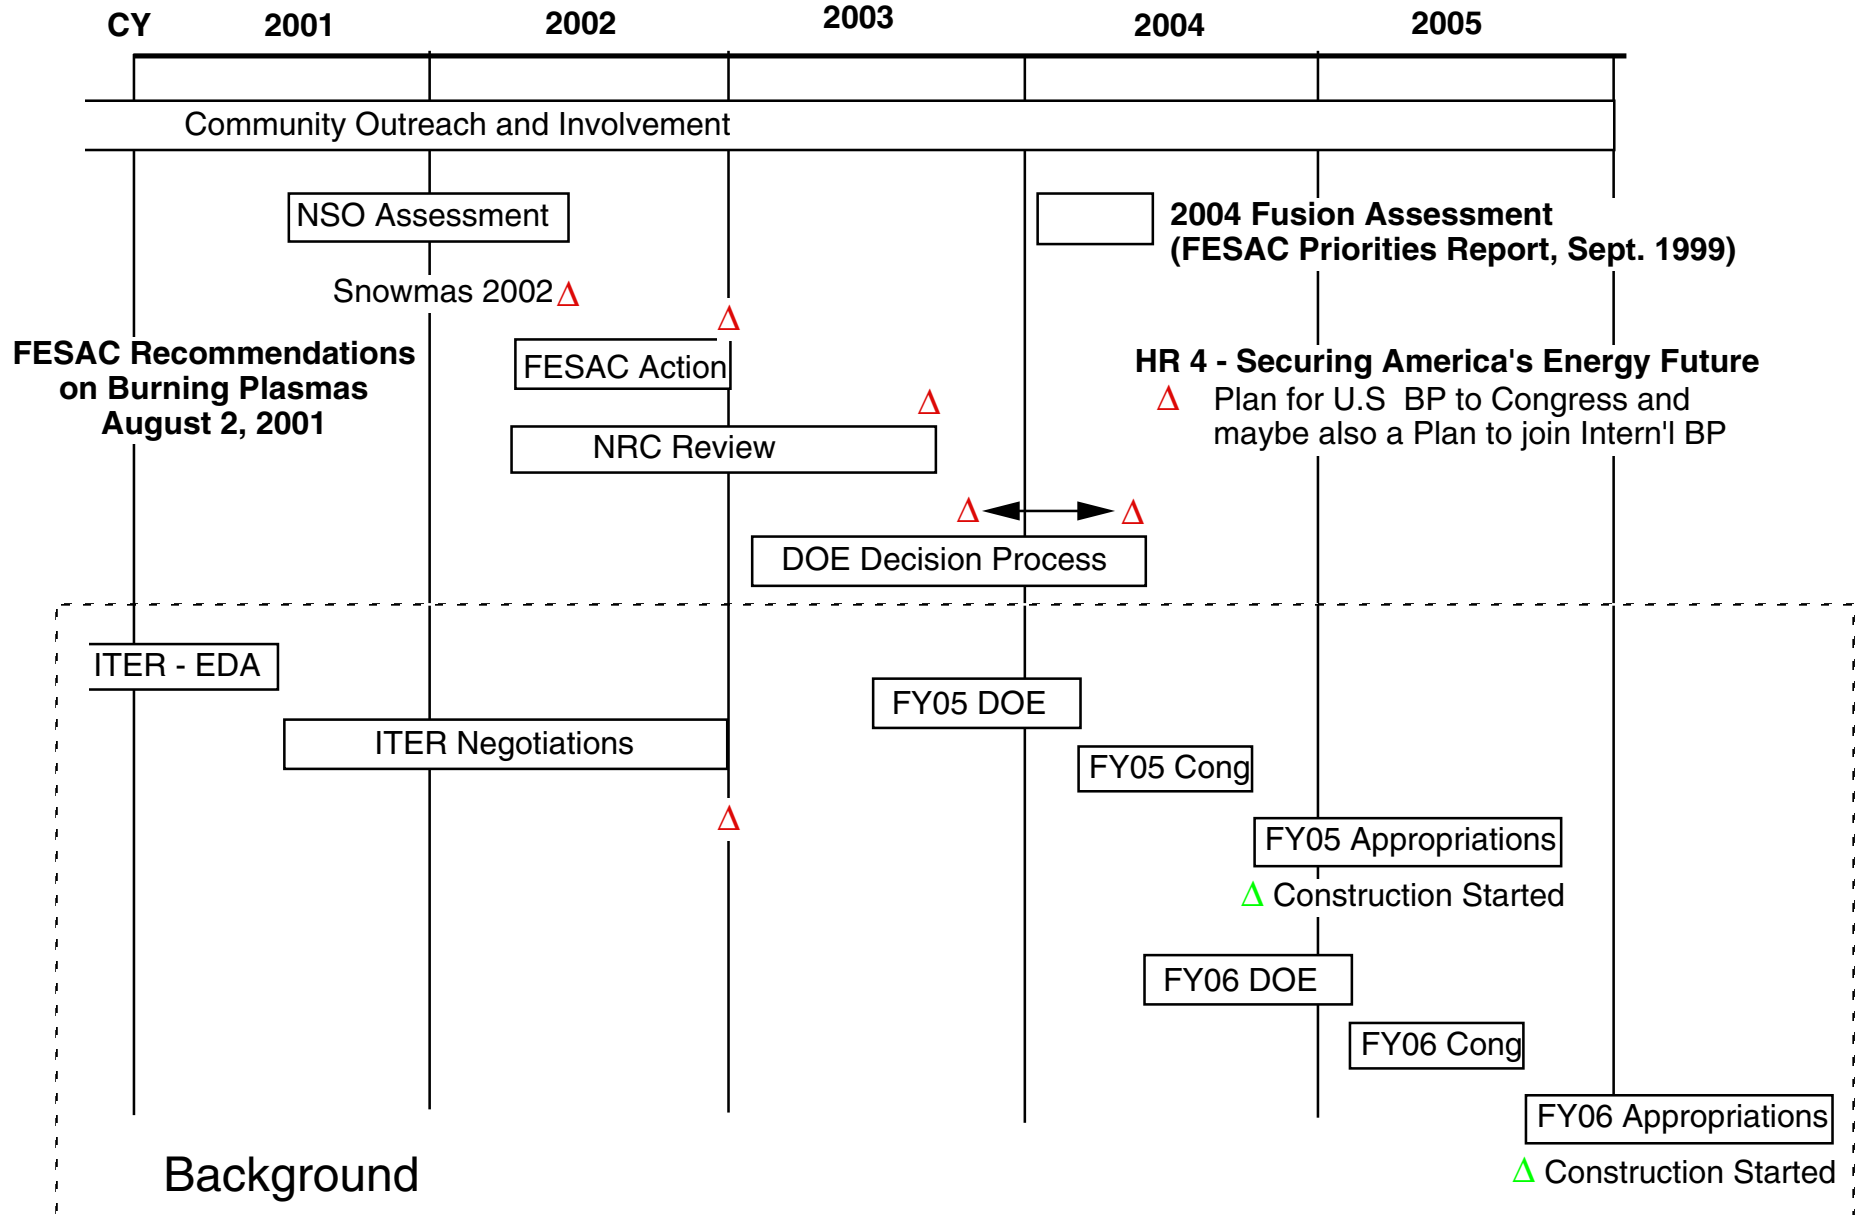 CY 2001 2002 2003 2004 2005
Community Outreach and Involvement
NSO Assessment
2004 Fusion Assessment
(FESAC Priorities Report, Sept. 1999)
Snowmas 2002 Δ
Δ
FESAC Recommendations
on Burning Plasmas
August 2, 2001
FESAC Action
HR 4 - Securing America's Energy Future
Δ Plan for U.S BP to Congress and
maybe also a Plan to join Intern'l BP
Δ
NRC Review
Δ Δ
DOE Decision Process
ITER - EDA
FY05 DOE
ITER Negotiations
FY05 Cong
Δ
FY05 Appropriations
Δ Construction Started
FY06 DOE
FY06 Cong
FY06 Appropriations
Δ Construction Started
Background